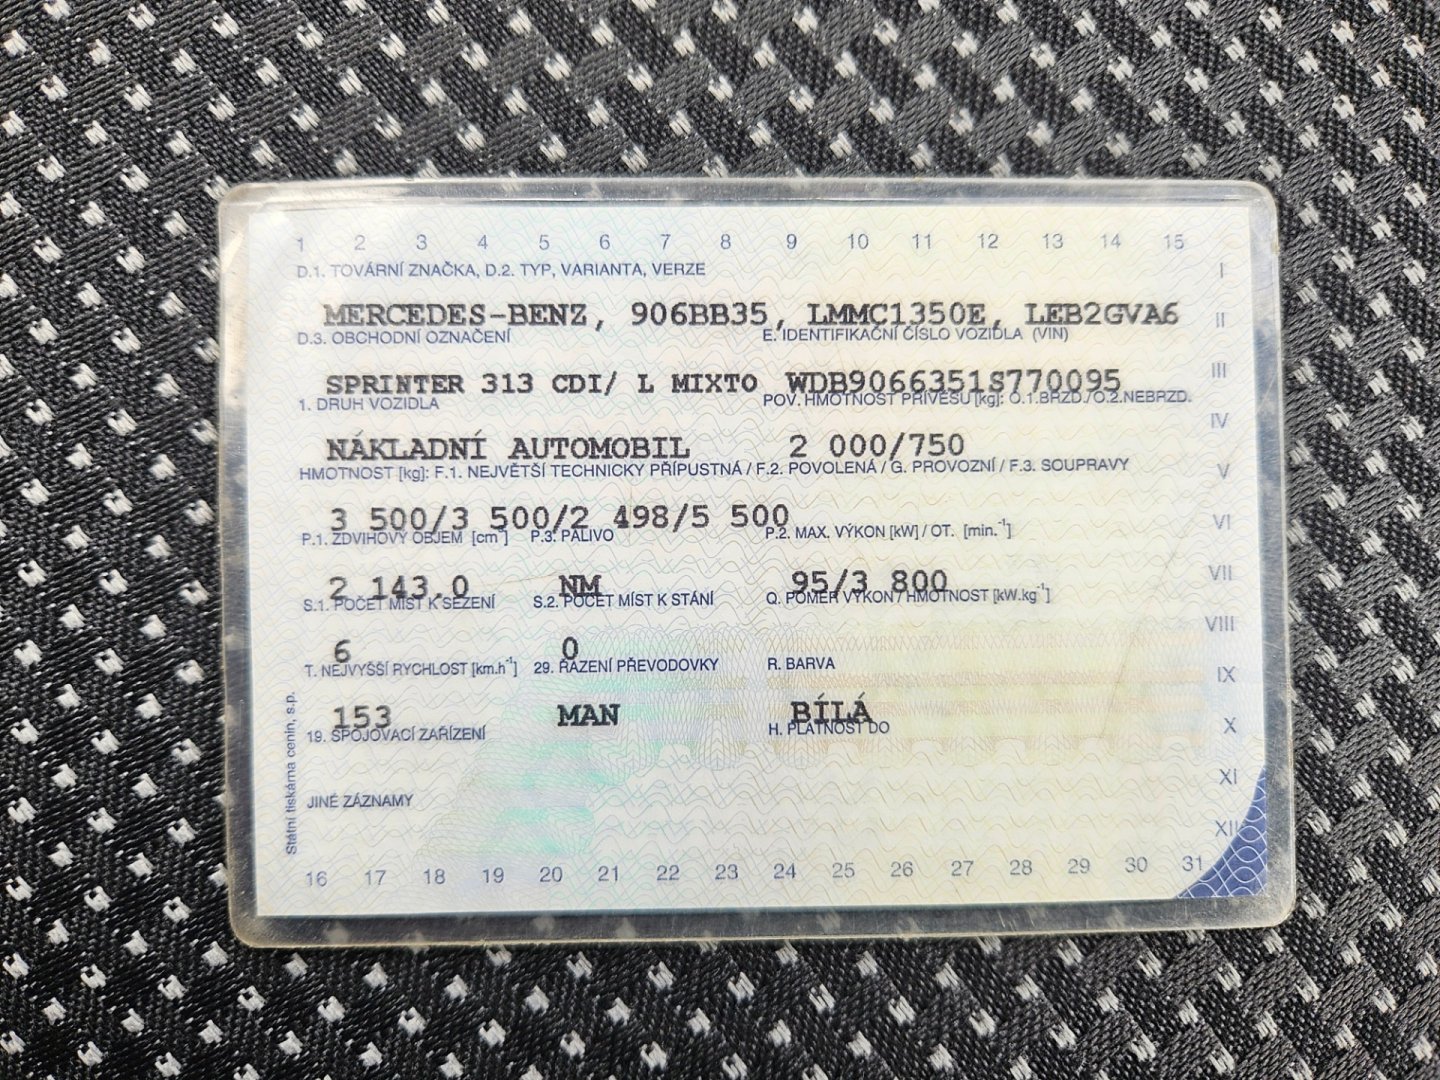 1 2 3 4 5 6 7 8 9 10 11 12 13 14 15
D.1. TOVÁRNÍ ZNAČKA, D.2. TYP, VARIANTA, VERZE
I
MERCEDES-BENZ, 906BB35, LMMC1350E, LEB2GVA6
II
D.3. OBCHODNÍ OZNAČENÍ E. IDENTIFIKAČNÍ ČÍSLO VOZIDLA (VIN)
III
SPRINTER 313 CDI/ L MIXTO WDB9066351S770095
1. DRUH VOZIDLA POV. HMOTNOST PŘÍVĚSU [kg]: O.1.BRZD./O.2.NEBRZD.
IV
NÁKLADNÍ AUTOMOBIL 2 000/750
HMOTNOST [kg]: F.1. NEJVĚTŠÍ TECHNICKY PŘÍPUSTNÁ / F.2. POVOLENÁ / G. PROVOZNÍ / F.3. SOUPRAVY
V
3 500/3 500/2 498/5 500
VI
P.1. ZDVIHOVÝ OBJEM [cm³] P.3. PALIVO P.2. MAX. VÝKON [kW] / OT. [min.⁻¹]
VII
2 143.0 NM 95/3 800
S.1. POČET MÍST K SEZENÍ S.2. POČET MÍST K STÁNÍ Q. POMĚR VÝKON / HMOTNOST [kW.kg⁻¹]
VIII
6 0
T. NEJVYŠŠÍ RYCHLOST [km.h⁻¹] 29. ŘAZENÍ PŘEVODOVKY R. BARVA
IX
153 MAN BÍLÁ
X
19. SPOJOVACÍ ZAŘÍZENÍ H. PLATNOST DO
XI
JINÉ ZÁZNAMY
XII
16 17 18 19 20 21 22 23 24 25 26 27 28 29 30 31
Státní tiskárna cenin, s.p.